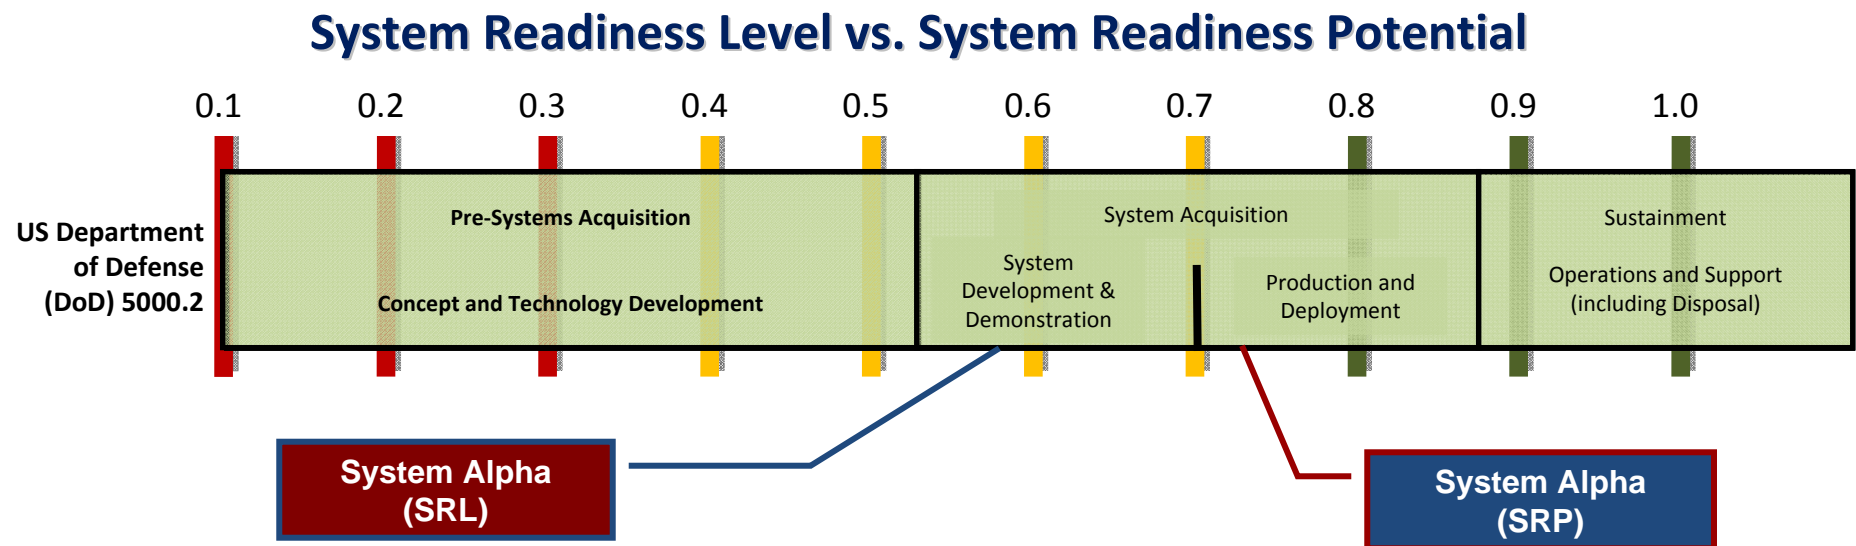 System Readiness Level vs. System Readiness Potential
0.1 0.2 0.3 0.4 0.5 0.6 0.7 0.8 0.9 1.0
US Department
of Defense
(DoD) 5000.2
Pre-Systems Acquisition
Concept and Technology Development
System Acquisition
System
Development &
Demonstration
Production and
Deployment
Sustainment
Operations and Support
(including Disposal)
System Alpha
(SRL)
System Alpha
(SRP)